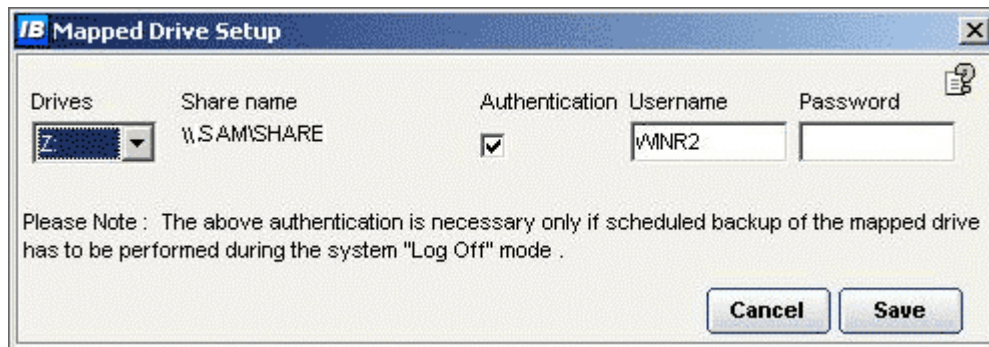 IB Mapped Drive Setup
Drives Share name Authentication Username Password
Z: \\.SAM\SHARE WINR2
Please Note : The above authentication is necessary only if scheduled backup of the mapped drive
has to be performed during the system "Log Off" mode .
Cancel Save